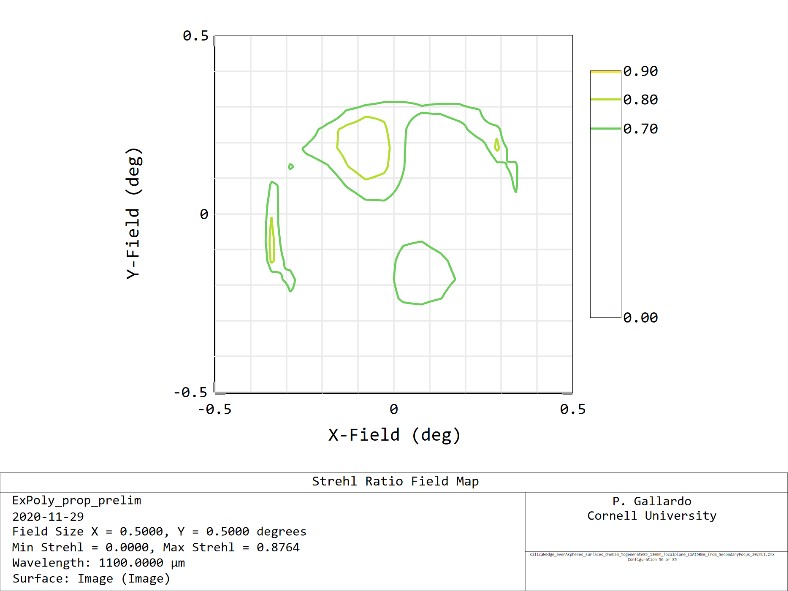 0.5
0
-0.5
Y-Field (deg)
-0.5 0 0.5
X-Field (deg)
0.90
0.80
0.70
0.00
Strehl Ratio Field Map
ExPoly_prop_prelim
2020-11-29
Field Size X = 0.5000, Y = 0.5000 degrees
Min Strehl = 0.0000, Max Strehl = 0.8764
Wavelength: 1100.0000 µm
Surface: Image (Image)
P. Gallardo
Cornell University